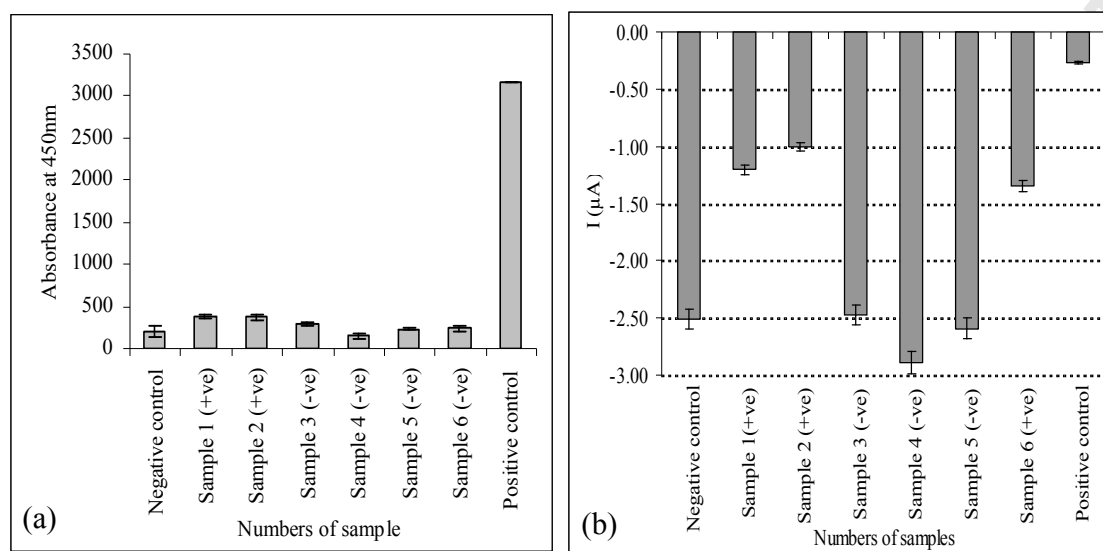 3500
3000
2500
2000
1500
1000
500
0
Absorbance at 450nm
Negative control
Sample 1 (+ve)
Sample 2 (+ve)
Sample 3 (-ve)
Sample 4 (-ve)
Sample 5 (-ve)
Sample 6 (-ve)
Positive control
Numbers of sample
(a)
0.00
-0.50
-1.00
-1.50
-2.00
-2.50
-3.00
I (µA)
Negative control
Sample 1(+ve)
Sample 2 (+ve)
Sample 3 (-ve)
Sample 4 (-ve)
Sample 5 (-ve)
Sample 6 (+ve)
Positive control
Numbers of samples
(b)